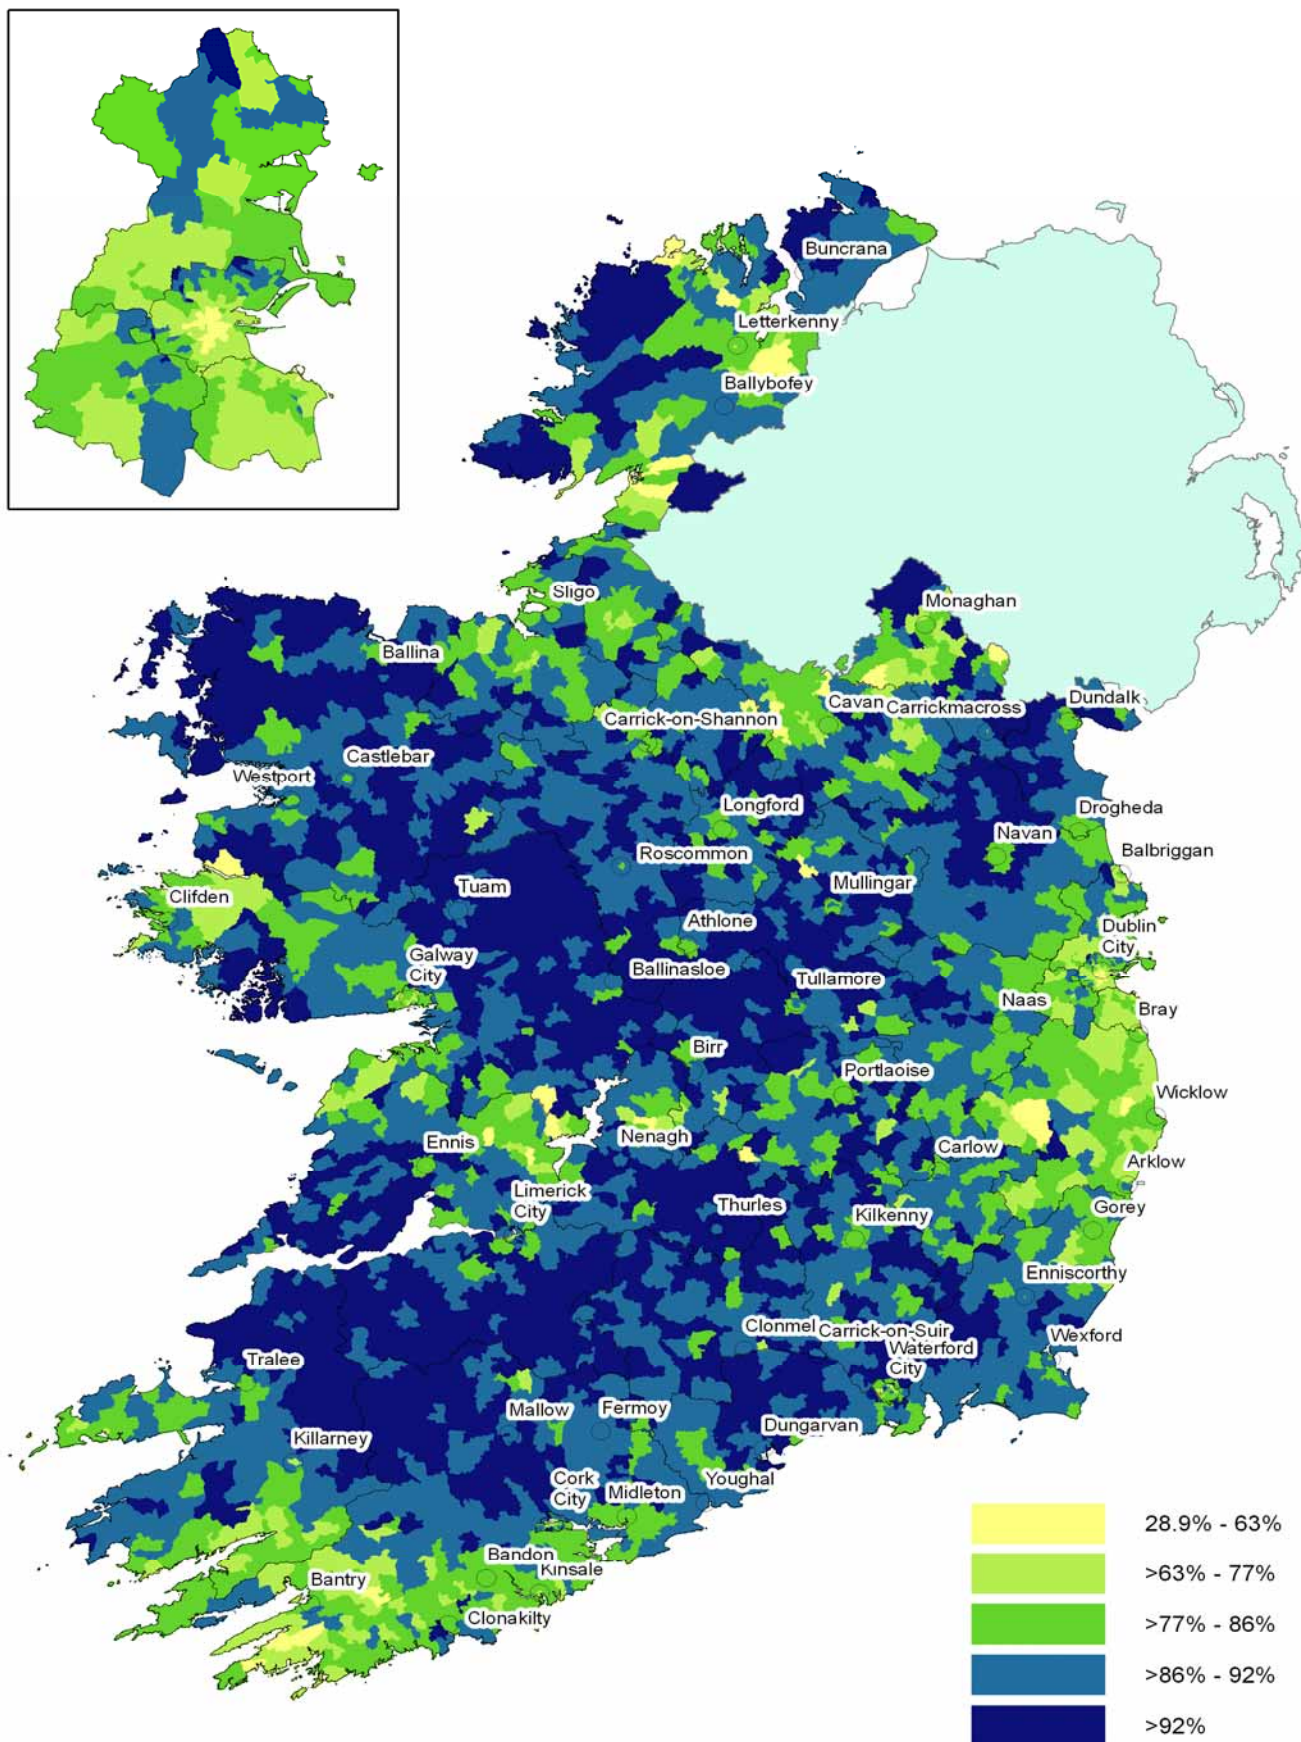 Buncrana
Letterkenny
Ballybofey
Sligo
Monaghan
Ballina
Dundalk
Cavan
Carrickmacross
Carrick-on-Shannon
Castlebar
Westport
Longford
Drogheda
Navan
Balbriggan
Roscommon
Mullingar
Tuam
Clifden
Athlone
Dublin
City
Galway
City
Ballinasloe
Tullamore
Naas
Bray
Birr
Portlaoise
Wicklow
Ennis
Nenagh
Carlow
Arklow
Limerick
City
Thurles
Kilkenny
Gorey
Enniscorthy
Clonmel
Carrick-on-Suir
Wexford
Waterford
City
Tralee
Mallow
Fermoy
Dungarvan
Killarney
Cork
City
Midleton
Youghal
Bandon
Kinsale
Bantry
Clonakilty
28.9% - 63%
>63% - 77%
>77% - 86%
>86% - 92%
>92%